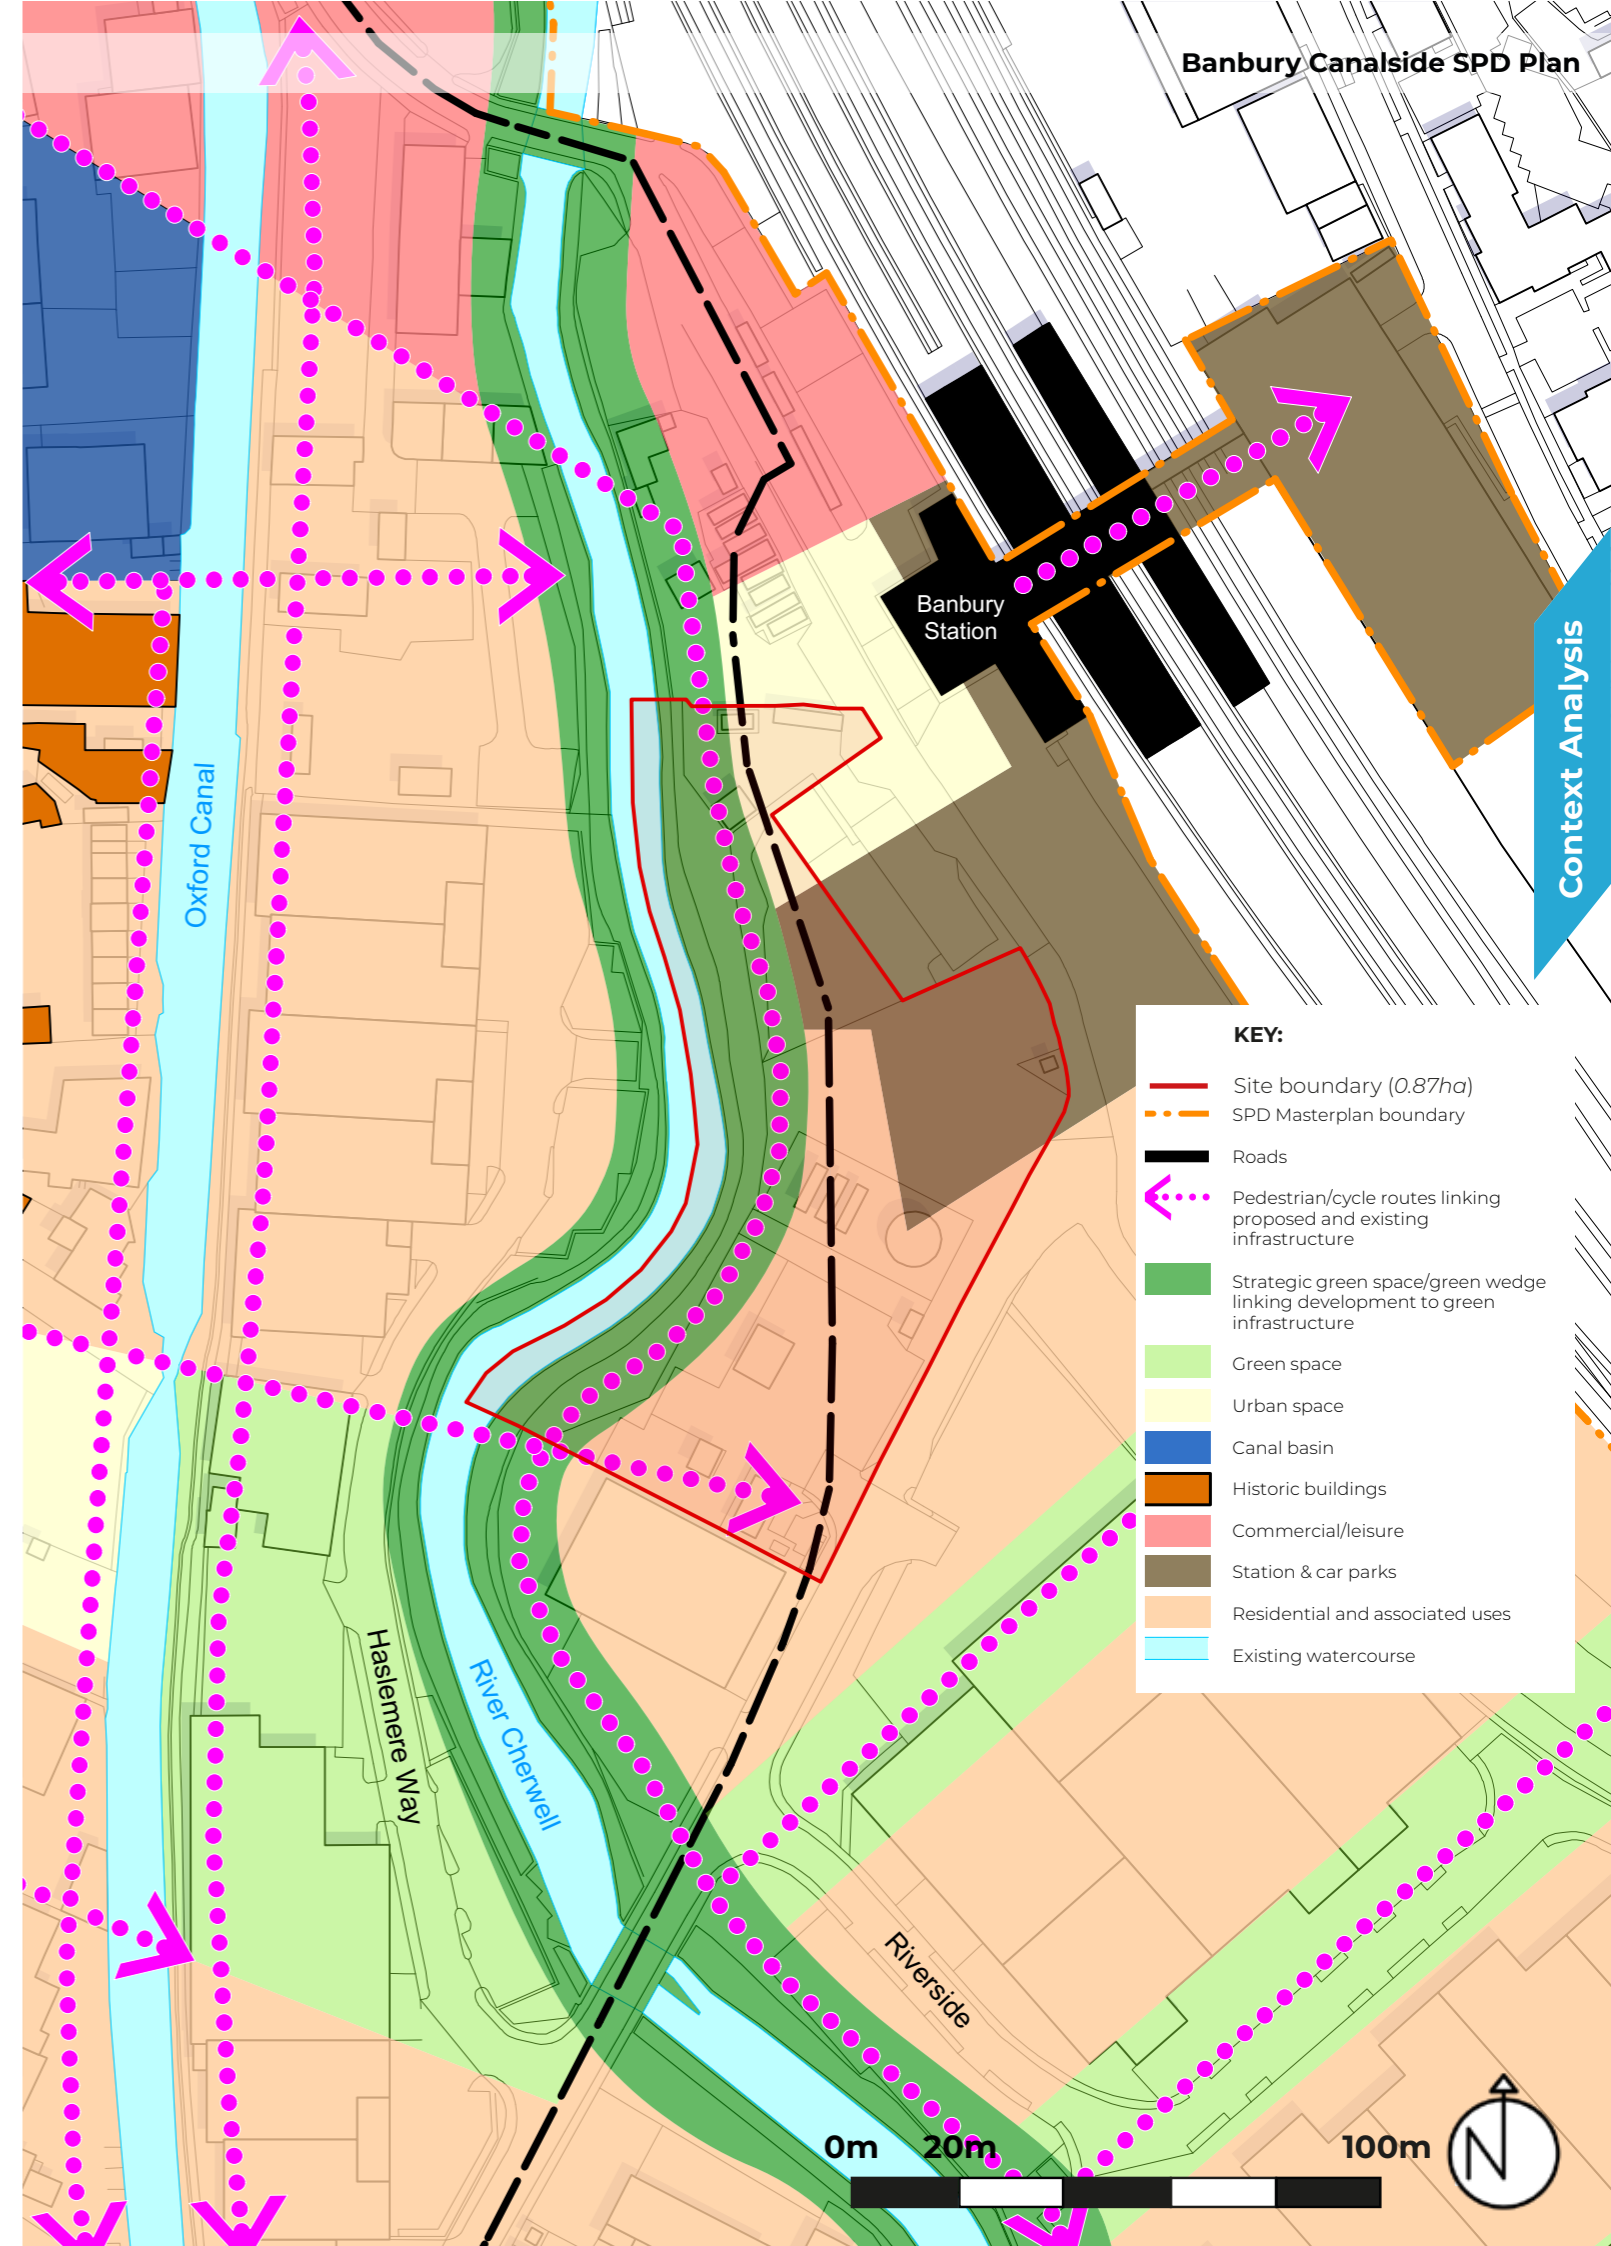 Banbury Canalside SPD Plan
Banbury
Station
Context Analysis
Oxford Canal
KEY:
Site boundary (0.87ha)
SPD Masterplan boundary
Roads
Pedestrian/cycle routes linking
proposed and existing
infrastructure
Strategic green space/green wedge
linking development to green
infrastructure
Green space
Urban space
Canal basin
Historic buildings
Commercial/leisure
Station & car parks
Residential and associated uses
Existing watercourse
Haslemere Way
River Cherwell
Riverside
0m 20m 100m
N